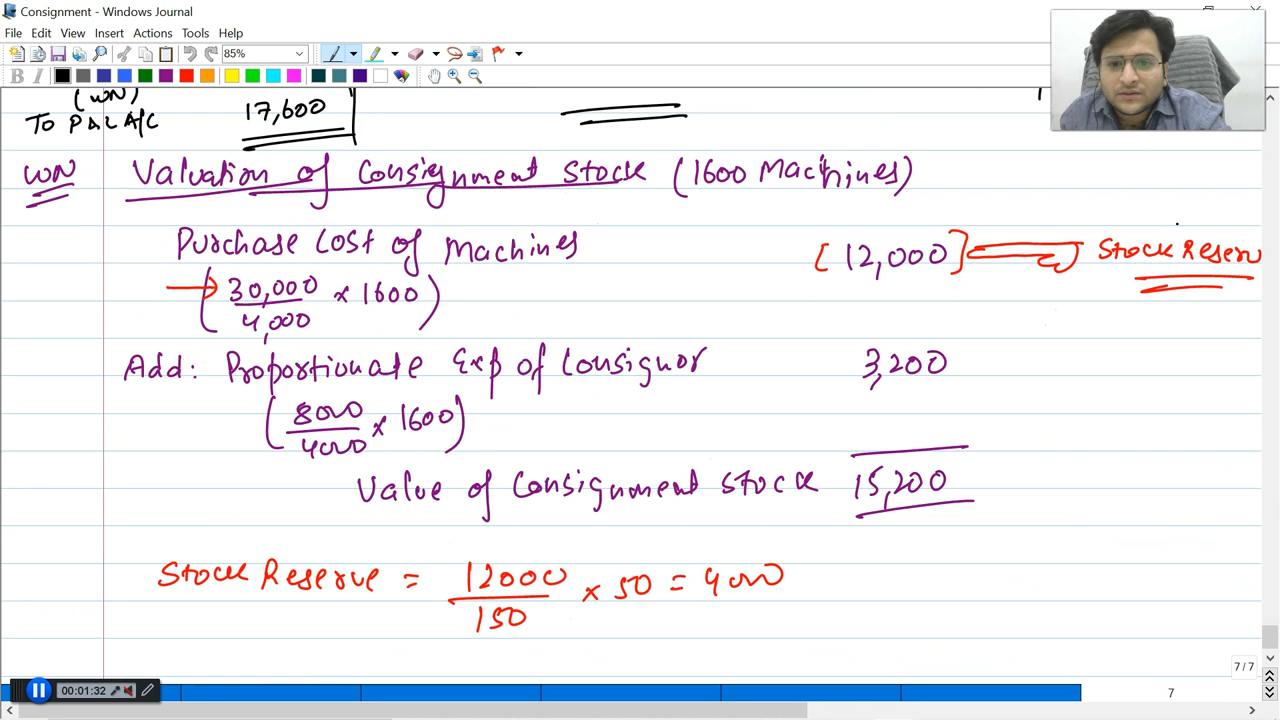 Consignment - Windows Journal
File Edit View Insert Actions Tools Help
85%
B I
(WN)
To P&L A/C 17,600
WN Valuation of Consignment Stock (1600 Machines)
Purchase Cost of Machines [12,000] Stock Reserv
(30,000 / 4,000 × 1600)
Add: Proportionate Exp of Consignor 3,200
(8000 / 4000 × 1600)
Value of Consignment Stock 15,200
Stock Reserve = 12000 / 150 × 50 = 4000
7 / 7
00:01:32
7